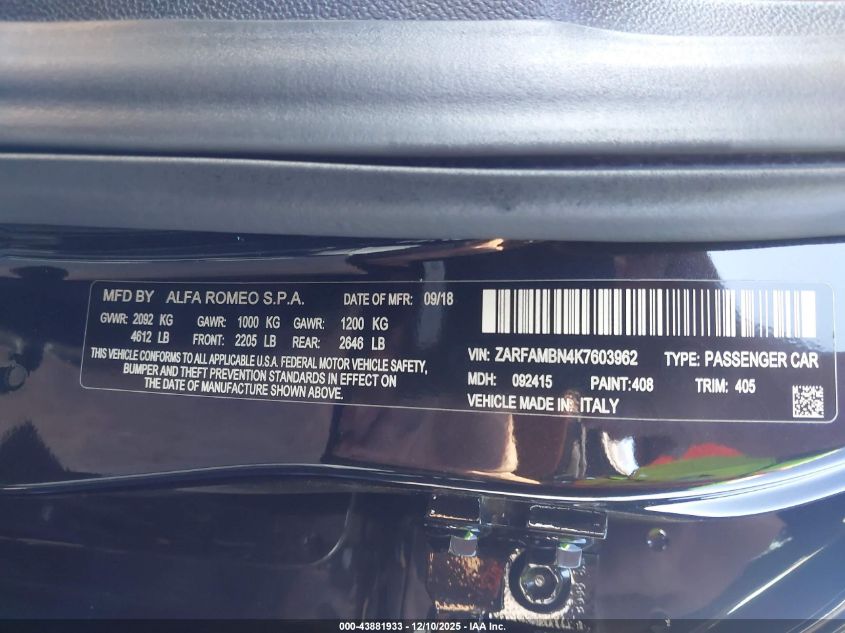 MFD BY ALFA ROMEO S.P.A. DATE OF MFR: 09/18
GVWR: 2092 KG GAWR: 1000 KG GAWR: 1200 KG
4612 LB FRONT: 2205 LB REAR: 2646 LB
THIS VEHICLE CONFORMS TO ALL APPLICABLE U.S.A. FEDERAL MOTOR VEHICLE SAFETY,
BUMPER AND THEFT PREVENTION STANDARDS IN EFFECT ON
THE DATE OF MANUFACTURE SHOWN ABOVE.
VIN: ZARFAMBN4K7603962 TYPE: PASSENGER CAR
MDH: 092415 PAINT: 408 TRIM: 405
VEHICLE MADE IN: ITALY
000-43881933 - 12/10/2025 - IAA Inc.